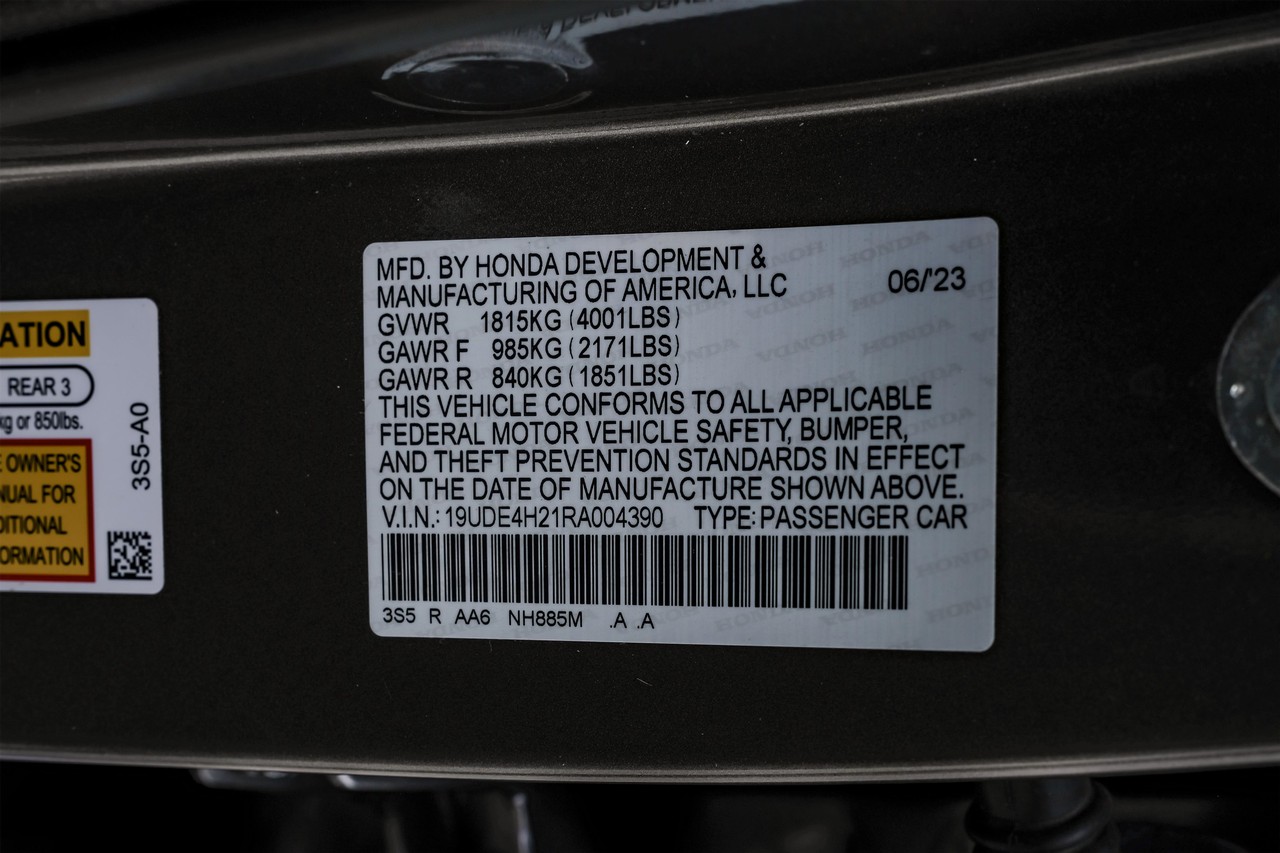 MFD. BY HONDA DEVELOPMENT &
MANUFACTURING OF AMERICA, LLC 06/'23
GVWR 1815KG (4001LBS)
GAWR F 985KG (2171LBS)
GAWR R 840KG (1851LBS)
THIS VEHICLE CONFORMS TO ALL APPLICABLE
FEDERAL MOTOR VEHICLE SAFETY, BUMPER,
AND THEFT PREVENTION STANDARDS IN EFFECT
ON THE DATE OF MANUFACTURE SHOWN ABOVE.
V.I.N.: 19UDE4H21RA004390 TYPE: PASSENGER CAR
3S5 R AA6 NH885M .A .A
ATION
REAR 3
kg or 850lbs.
E OWNER'S
NUAL FOR
DITIONAL
ORMATION
3S5-A0